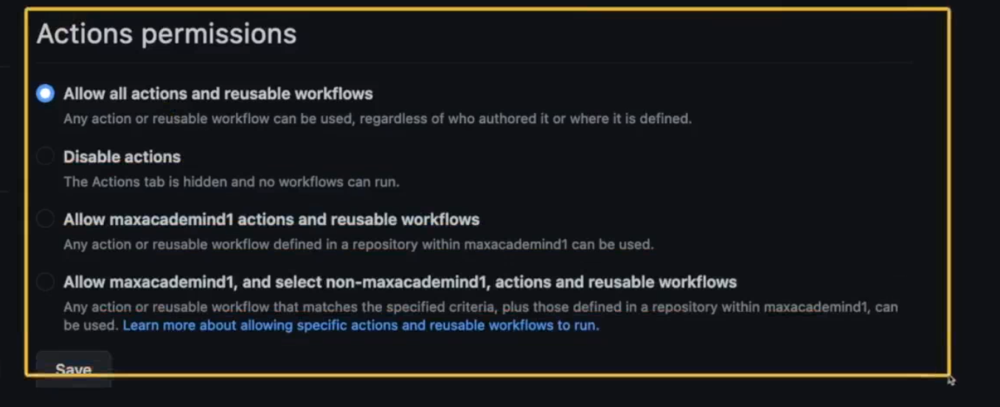 Actions permissions
Allow all actions and reusable workflows
Any action or reusable workflow can be used, regardless of who authored it or where it is defined.
Disable actions
The Actions tab is hidden and no workflows can run.
Allow maxacademind1 actions and reusable workflows
Any action or reusable workflow defined in a repository within maxacademind1 can be used.
Allow maxacademind1, and select non-maxacademind1, actions and reusable workflows
Any action or reusable workflow that matches the specified criteria, plus those defined in a repository within maxacademind1, can
be used. Learn more about allowing specific actions and reusable workflows to run.
Save